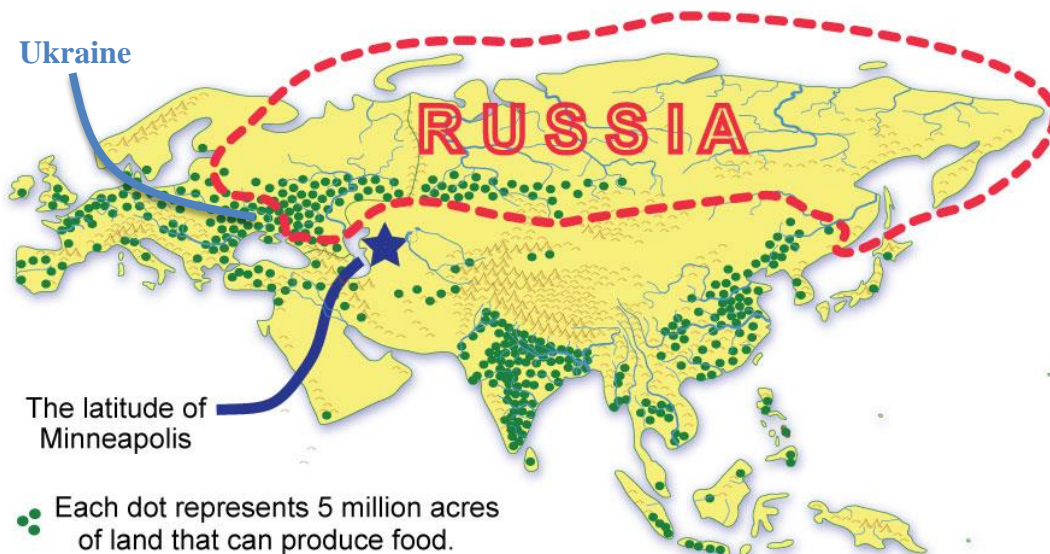 Ukraine
RUSSIA
The latitude of
Minneapolis
Each dot represents 5 million acres
of land that can produce food.